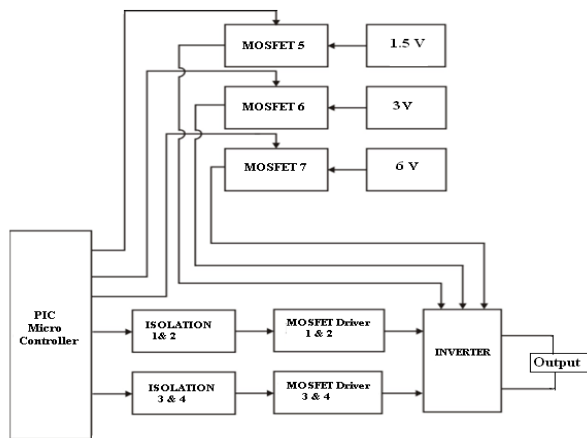 MOSFET 5
1.5 V
MOSFET 6
3V
MOSFET 7
6 V
PIC
Micro
Controller
ISOLATION
1& 2
MOSFET Driver
1 & 2
INVERTER
Output
ISOLATION
3 & 4
MOSFET Driver
3 & 4